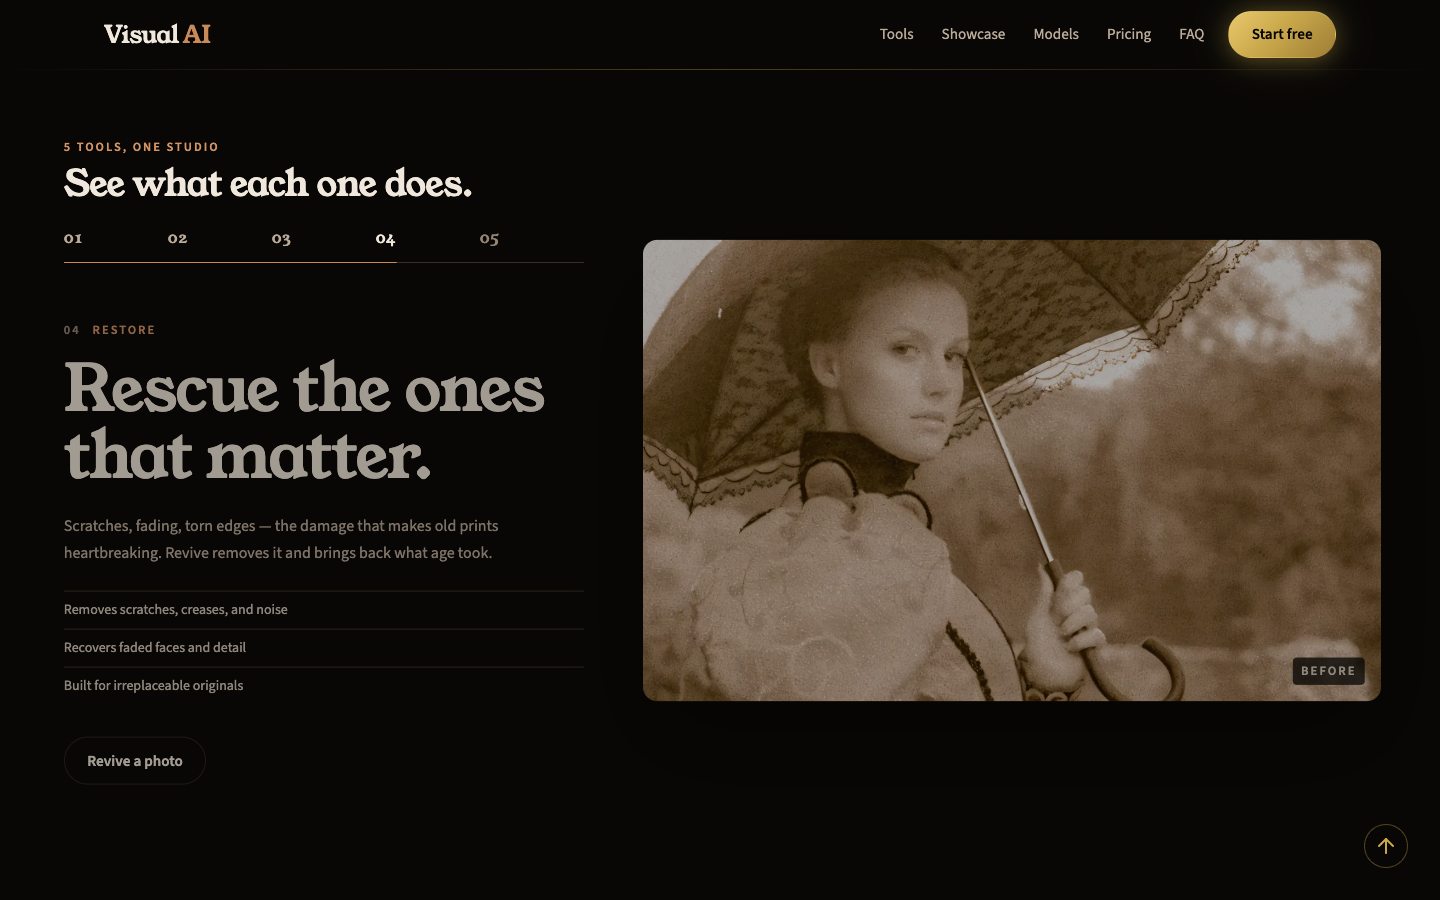 Visual AI
Tools
Showcase
Models
Pricing
FAQ
Start free
5 TOOLS, ONE STUDIO
See what each one does.
01
02
03
04
05
04 RESTORE
Rescue the ones
that matter.
Scratches, fading, torn edges — the damage that makes old prints
heartbreaking. Revive removes it and brings back what age took.
Removes scratches, creases, and noise
Recovers faded faces and detail
Built for irreplaceable originals
Revive a photo
BEFORE